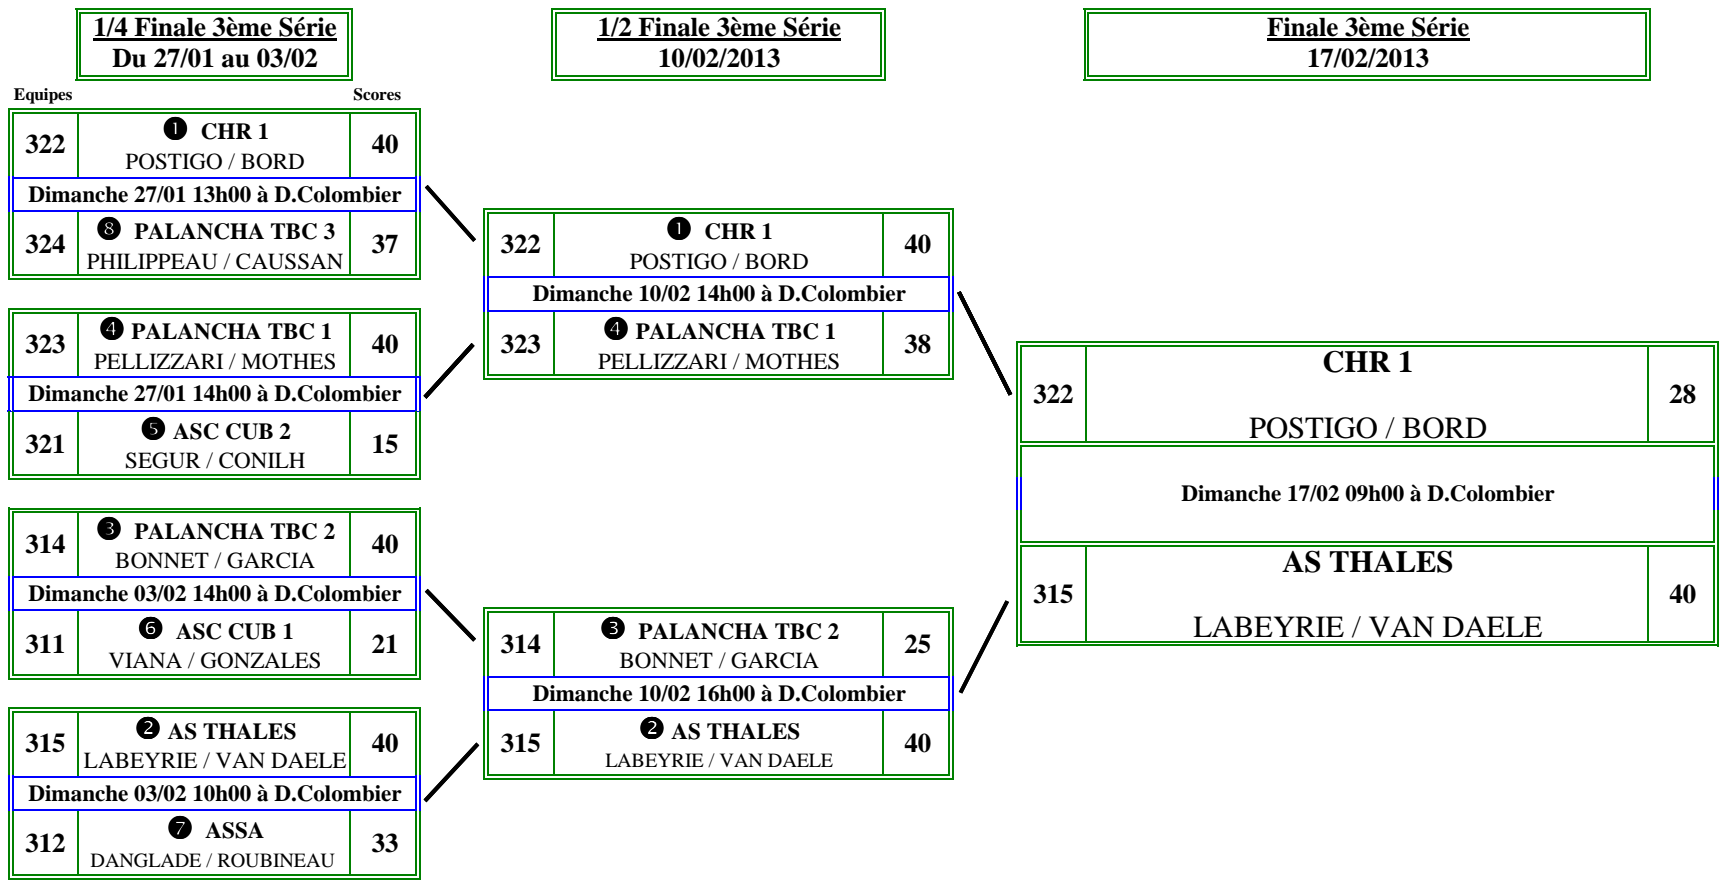 1/4 Finale 3ème Série
Du 27/01 au 03/02
1/2 Finale 3ème Série
10/02/2013
Finale 3ème Série
17/02/2013
Equipes Scores
322 ❶ CHR 1 40
POSTIGO / BORD
Dimanche 27/01 13h00 à D.Colombier
324 ❽ PALANCHA TBC 3 37
PHILIPPEAU / CAUSSAN
323 ❹ PALANCHA TBC 1 40
PELLIZZARI / MOTHES
Dimanche 27/01 14h00 à D.Colombier
321 ❺ ASC CUB 2 15
SEGUR / CONILH
314 ❸ PALANCHA TBC 2 40
BONNET / GARCIA
Dimanche 03/02 14h00 à D.Colombier
311 ❻ ASC CUB 1 21
VIANA / GONZALES
315 ❷ AS THALES 40
LABEYRIE / VAN DAELE
Dimanche 03/02 10h00 à D.Colombier
312 ❼ ASSA 33
DANGLADE / ROUBINEAU
322 ❶ CHR 1 40
POSTIGO / BORD
Dimanche 10/02 14h00 à D.Colombier
323 ❹ PALANCHA TBC 1 38
PELLIZZARI / MOTHES
314 ❸ PALANCHA TBC 2 25
BONNET / GARCIA
Dimanche 10/02 16h00 à D.Colombier
315 ❷ AS THALES 40
LABEYRIE / VAN DAELE
322 CHR 1 28
POSTIGO / BORD
Dimanche 17/02 09h00 à D.Colombier
315 AS THALES 40
LABEYRIE / VAN DAELE